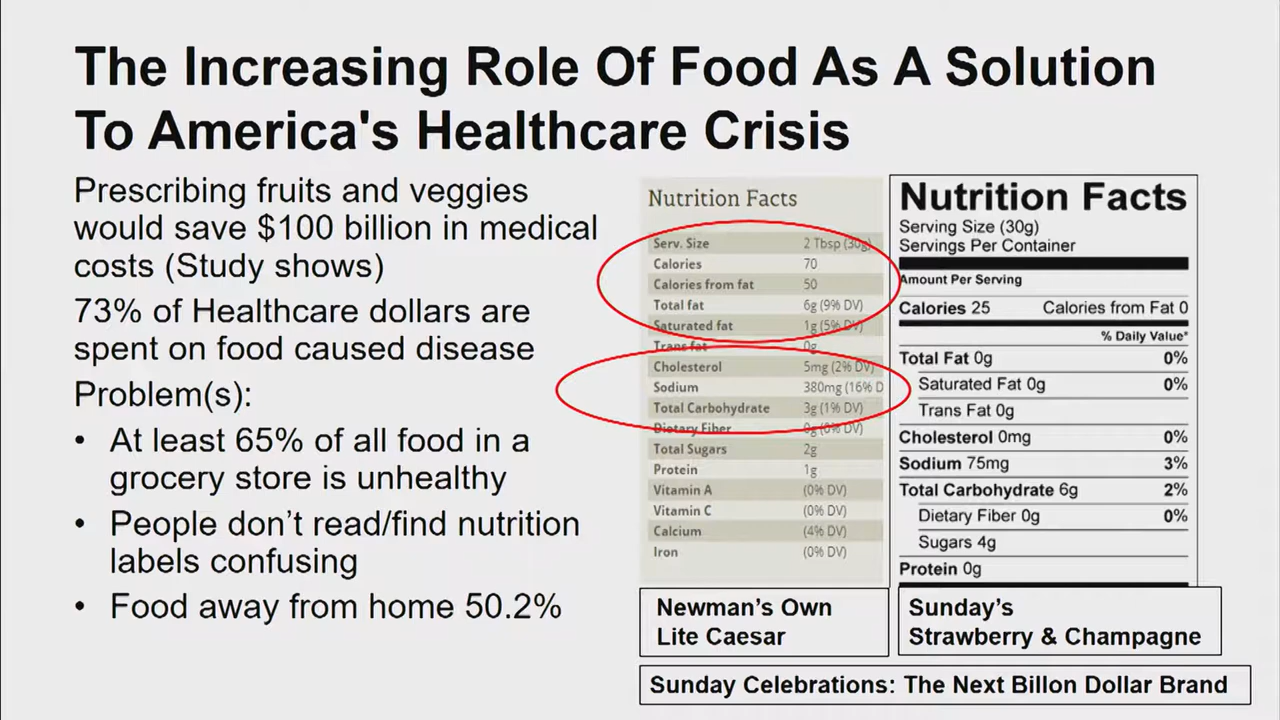 The Increasing Role Of Food As A Solution
To America's Healthcare Crisis
Prescribing fruits and veggies
would save $100 billion in medical
costs (Study shows)
73% of Healthcare dollars are
spent on food caused disease
Problem(s):
• At least 65% of all food in a
grocery store is unhealthy
• People don’t read/find nutrition
labels confusing
• Food away from home 50.2%
Nutrition Facts
Serv. Size 2 Tbsp (30g)
Calories 70
Calories from fat 50
Total fat 6g (9% DV)
Saturated fat 1g (5% DV)
Trans fat 0g
Cholesterol 5mg (2% DV)
Sodium 380mg (16% D
Total Carbohydrate 3g (1% DV)
Dietary Fiber 0g (0% DV)
Total Sugars 2g
Protein 1g
Vitamin A (0% DV)
Vitamin C (0% DV)
Calcium (4% DV)
Iron (0% DV)
Newman’s Own
Lite Caesar
Nutrition Facts
Serving Size (30g)
Servings Per Container
Amount Per Serving
Calories 25 Calories from Fat 0
% Daily Value*
Total Fat 0g 0%
Saturated Fat 0g 0%
Trans Fat 0g
Cholesterol 0mg 0%
Sodium 75mg 3%
Total Carbohydrate 6g 2%
Dietary Fiber 0g 0%
Sugars 4g
Protein 0g
Sunday’s
Strawberry & Champagne
Sunday Celebrations: The Next Billon Dollar Brand